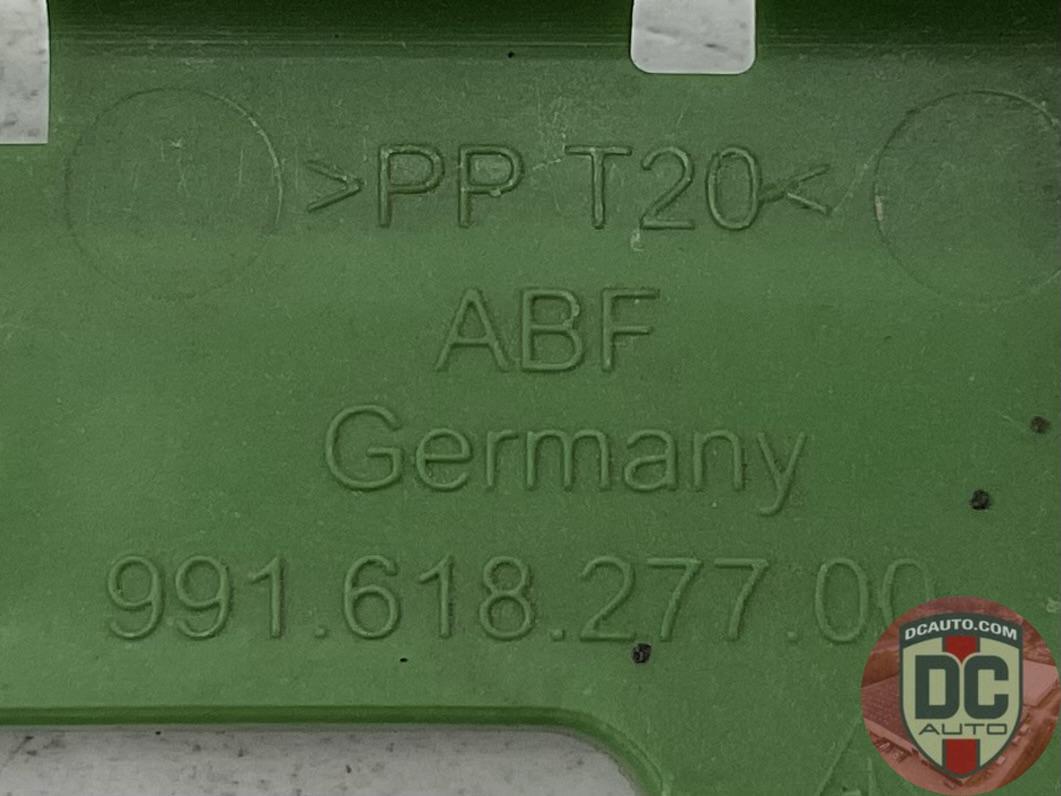 >PP T20<
ABF
Germany
991.618.277.00
DCAUTO.COM
DC
AUTO